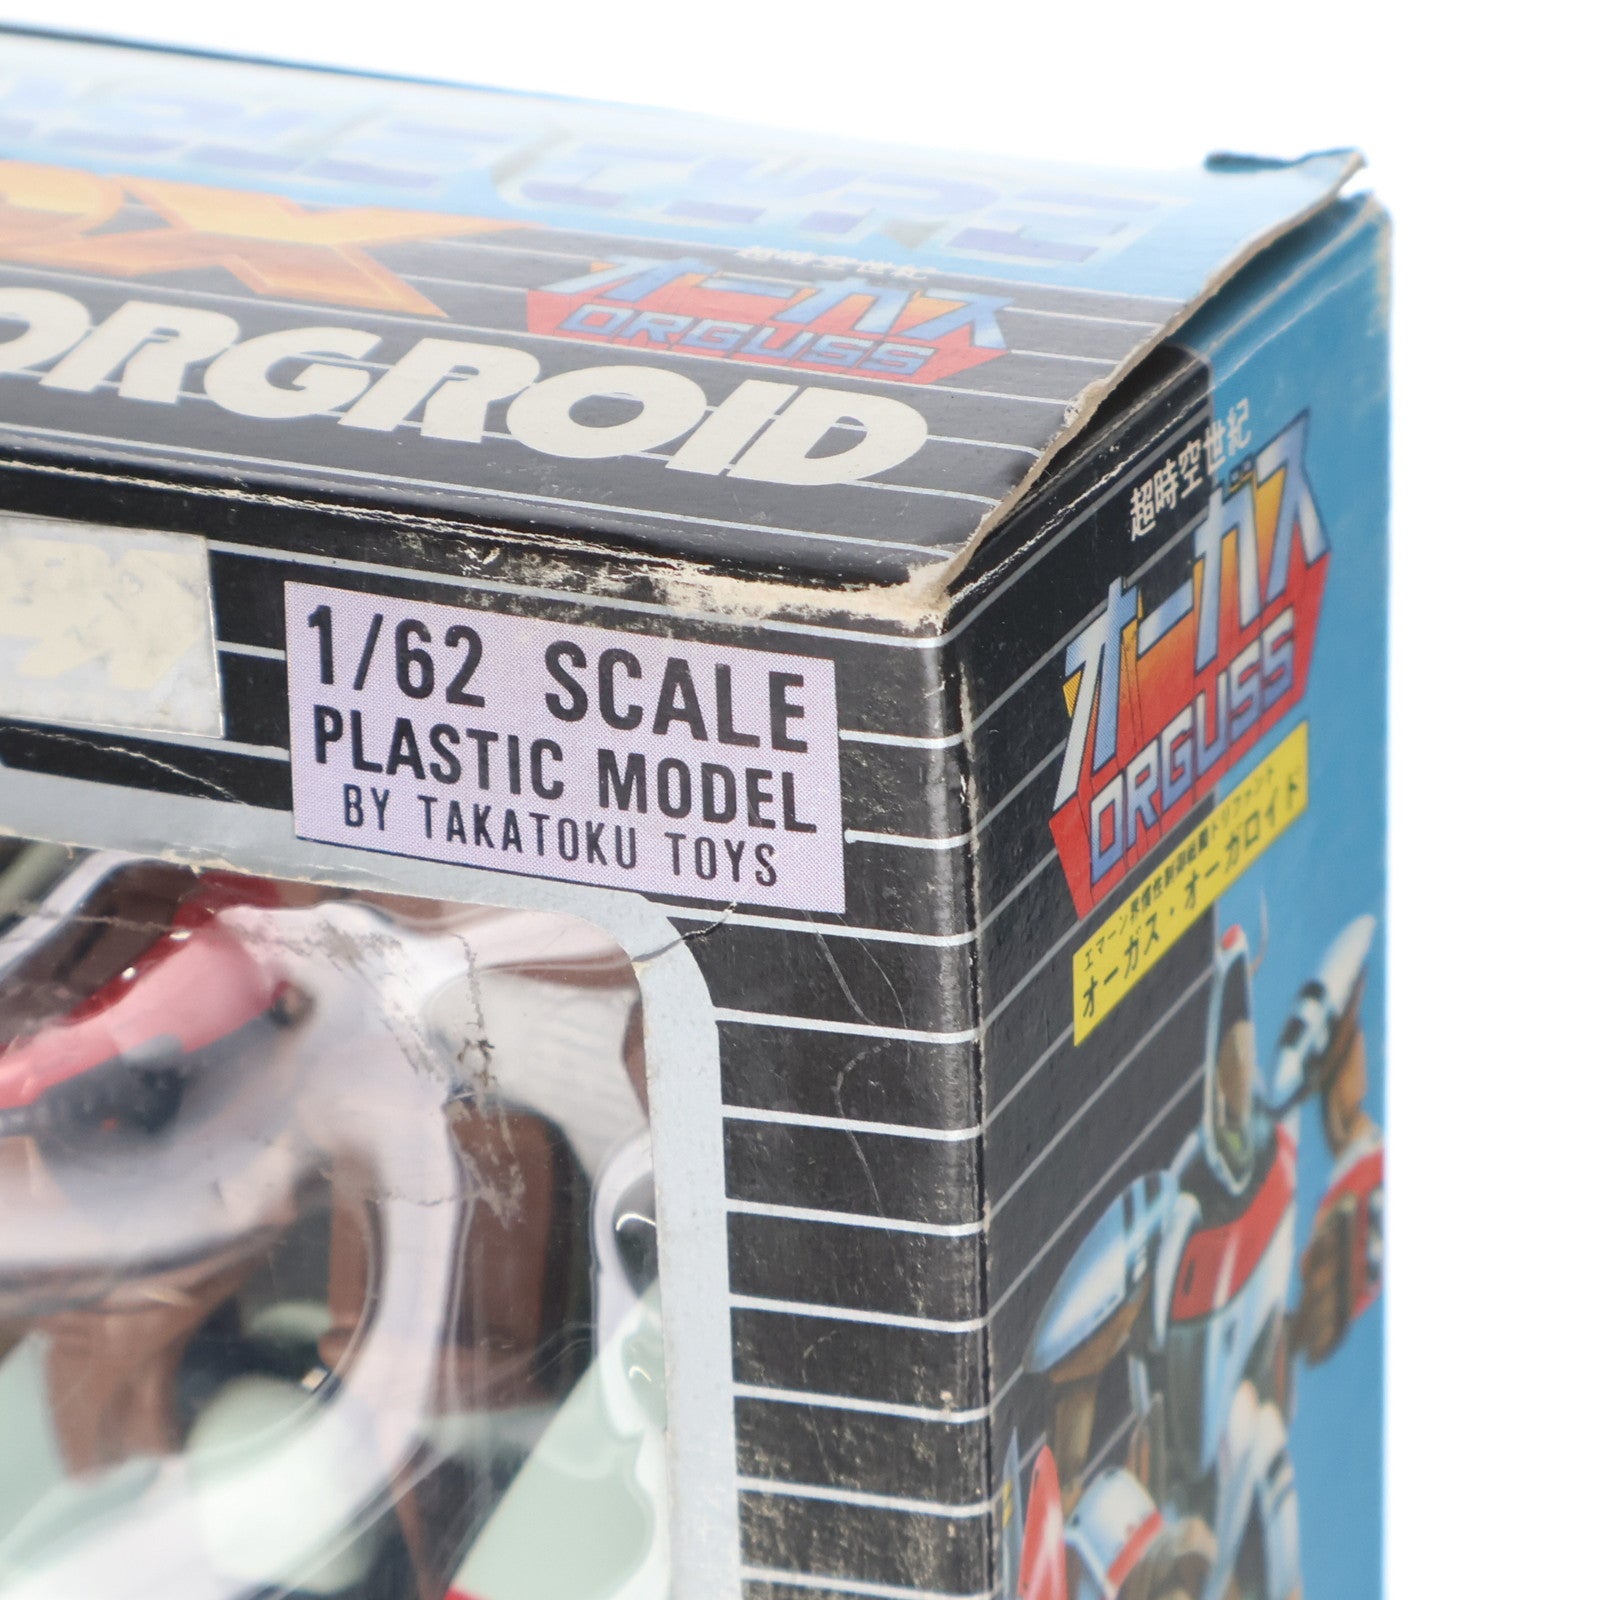 DX
ORGROID
超時空世紀
オーガス
ORGUSS
1/62 SCALE
PLASTIC MODEL
BY TAKATOKU TOYS
超時空世紀
オーガス
ORGUSS
オーガス・オーガロイド